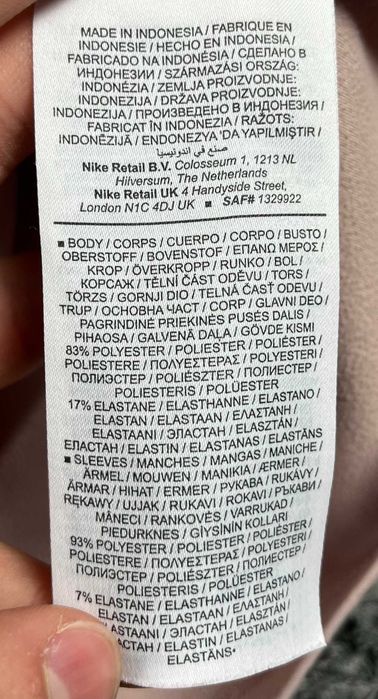 MADE IN INDONESIA / FABRIQUE EN
INDONESIE / HECHO EN INDONESIA /
FABRICADO NA INDONÉSIA / СДЕЛАНО В
ИНДОНЕЗИИ / SZÁRMAZÁSI ORSZÁG:
INDONÉZIA / ZEMLJA PROIZVODNJE:
INDONEZIJA / DRŽAVA PROIZVODNJE:
INDONEZIJA / ПРОИЗВЕДЕНО В ИНДОНЕЗИЯ /
FABRICAT ÎN INDONEZIA / RAŽOTS:
INDONĒZIJĀ / ENDONEZYA 'DA YAPILMIŞTIR /
صنع في اندونيسيا
Nike Retail B.V. Colosseum 1, 1213 NL
Hilversum, The Netherlands
Nike Retail UK 4 Handyside Street,
London N1C 4DJ UK ■ SAF# 1329922
■ BODY / CORPS / CUERPO / CORPO / BUSTO /
OBERSTOFF / BOVENSTOF / ΕΠΑΝΩ ΜΕΡΟΣ /
KROP / ÖVERKROPP / RUNKO / BOL /
КОРСАЖ / TĚLNÍ ČÁST ODĚVU / TORS /
TÖRZS / GORNJI DIO / TELNÁ ČASŤ ODEVU /
TRUP / ОСНОВНА ЧАСТ / CORP / GLAVNI DEO /
PAGRINDINĖ PRIEKINĖS PUSĖS DALIS /
PIHAOSA / GALVENĀ DAĻA / GÖVDE KISMI
83% POLYESTER / POLIESTER / POLIÉSTER /
POLIESTERE / ΠΟΛΥΕΣΤΕΡΑΣ / POLYESTERI /
ПОЛИЭСТЕР / POLIÉSZTER / ПОЛИЕСТЕР /
POLIESTERIS / POLÜESTER
17% ELASTANE / ELASTHANNE / ELASTANO /
ELASTAN / ELASTAAN / ΕΛΑΣΤΑΝΗ /
ELASTAANI / ЭЛАСТАН / ELASZTÁN /
ЕЛАСТАН / ELASTIN / ELASTANAS / ELASTĀNS
■ SLEEVES / MANCHES / MANGAS / MANICHE /
ÄRMEL / MOUWEN / ΜΑΝΙΚΙΑ / ÆRMER /
ÄRMAR / HIHAT / ERMER / РУКАВА / RUKÁVY /
RĘKAWY / UJJAK / RUKAVI / ROKAVI / РЪКАВИ /
MÂNECI / RANKOVĖS / VARRUKAD /
PIEDURKNES / GİYSİNİN KOLLARI
93% POLYESTER / POLIESTER / POLIÉSTER /
POLIESTERE / ΠΟΛΥΕΣΤΕΡΑΣ / POLYESTERI /
ПОЛИЭСТЕР / POLIÉSZTER / ПОЛИЕСТЕР /
POLIESTERIS / POLÜESTER
7% ELASTANE / ELASTHANNE / ELASTANO /
ELASTAN / ELASTAAN / ΕΛΑΣΤΑΝΗ /
ASTAANI / ЭЛАСТАН / ELASZTÁN /
АСТАН / ELASTIN / ELASTANAS /
ELASTĀNS•